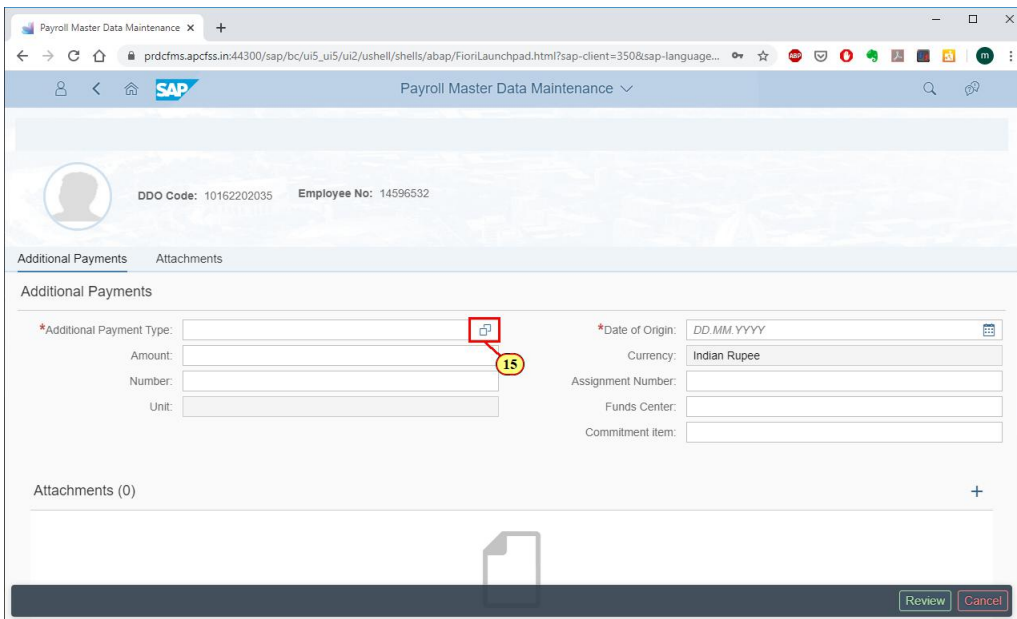 Payroll Master Data Maintenance
prdcfms.apcfss.in:44300/sap/bc/ui5_ui5/ui2/ushell/shells/abap/FioriLaunchpad.html?sap-client=350&sap-language...
ABP
m
SAP
Payroll Master Data Maintenance
DDO Code: 10162202035 Employee No: 14596532
Additional Payments Attachments
Additional Payments
*Additional Payment Type: *Date of Origin: DD.MM.YYYY
15
Amount: Currency: Indian Rupee
Number: Assignment Number:
Unit: Funds Center:
Commitment item:
Attachments (0)
Review Cancel